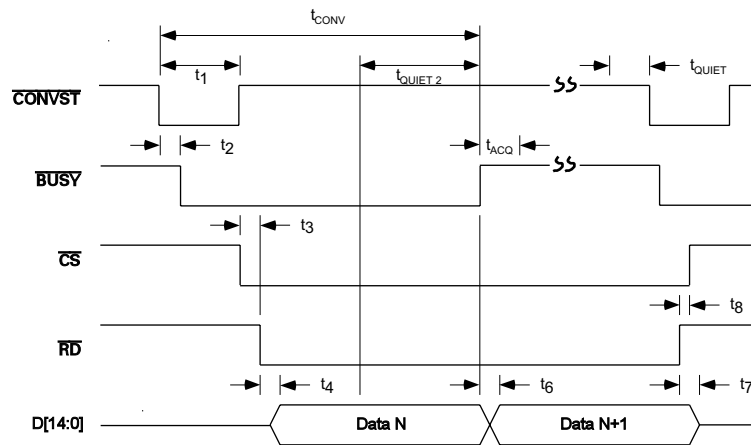 tCONV
t1
tQUIET 2
tQUIET
CONVST
t2
tACQ
BUSY
t3
CS
t8
RD
t4
t6
t7
D[14:0]
Data N
Data N+1